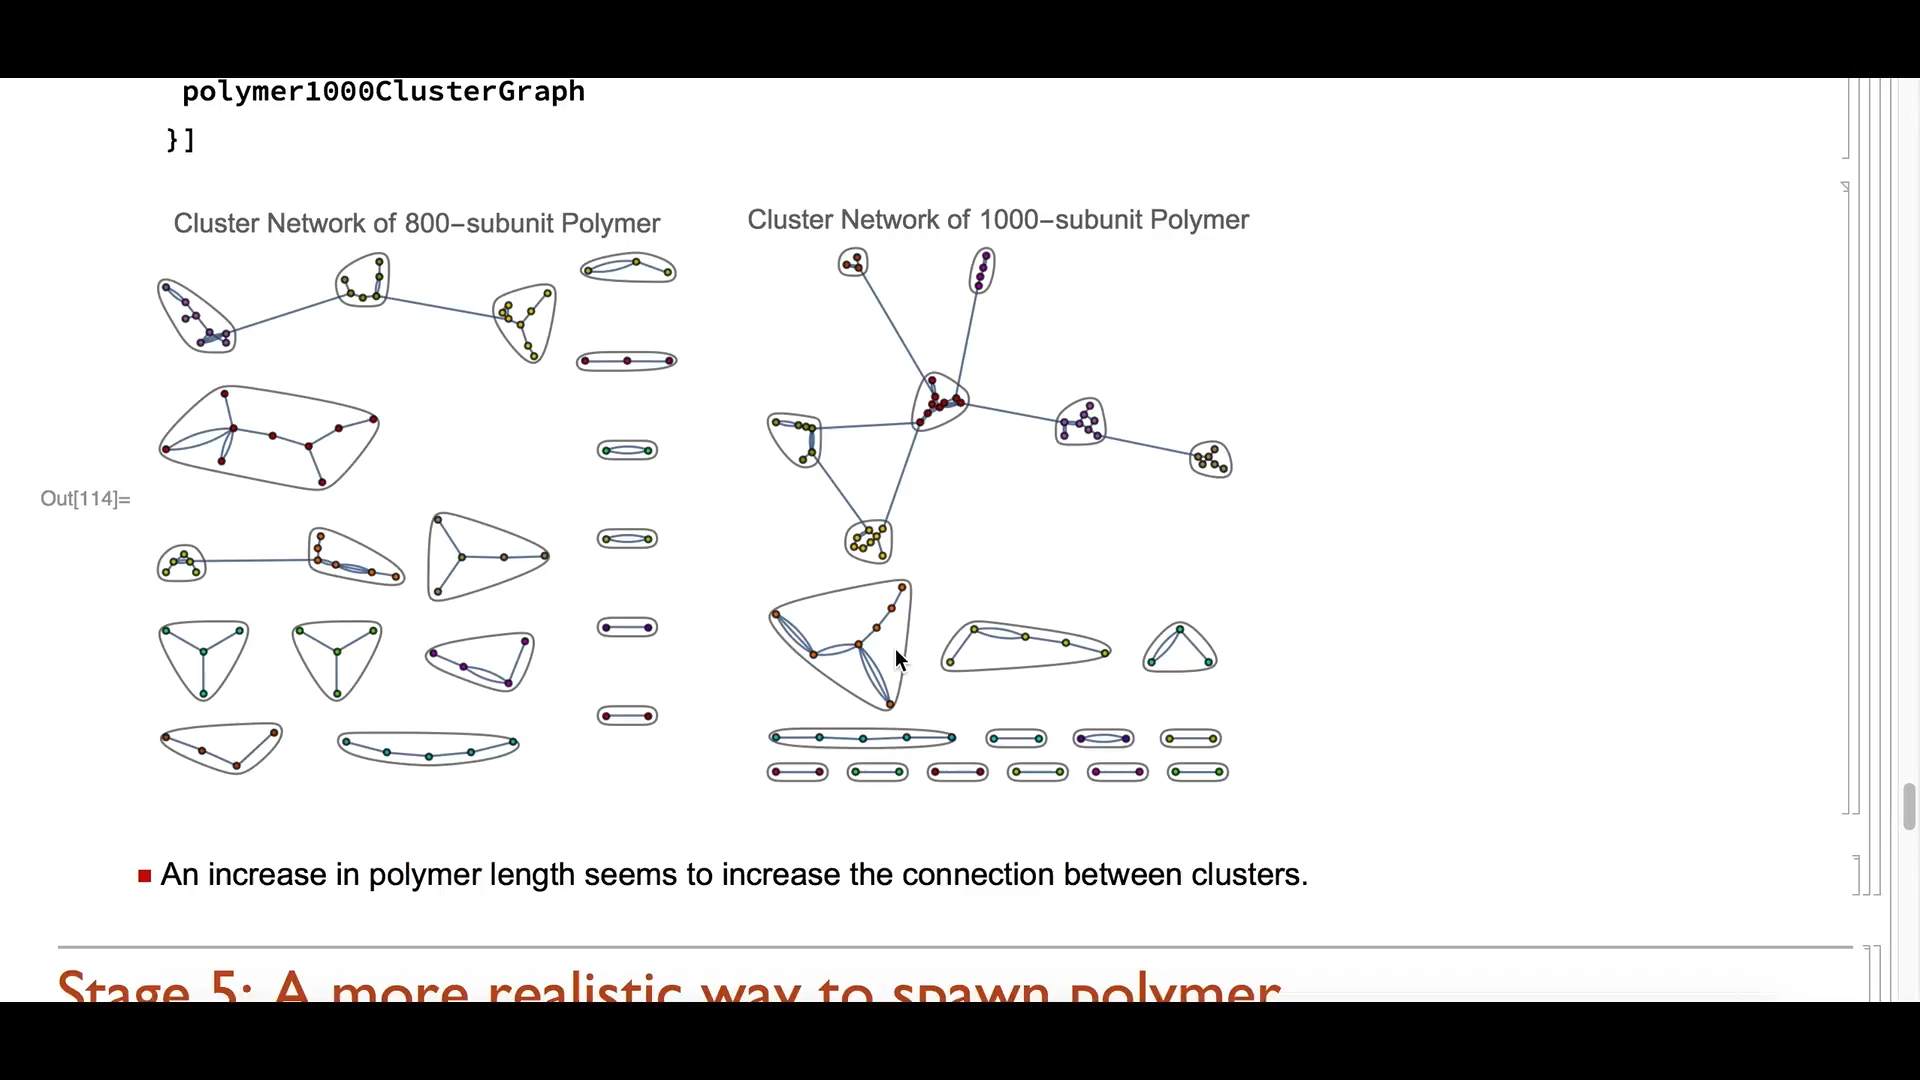 polymer1000ClusterGraph
}]
Cluster Network of 800−subunit Polymer
Cluster Network of 1000−subunit Polymer
Out[114]=
▪ An increase in polymer length seems to increase the connection between clusters.
Stage 5: A more realistic way to spawn polymer